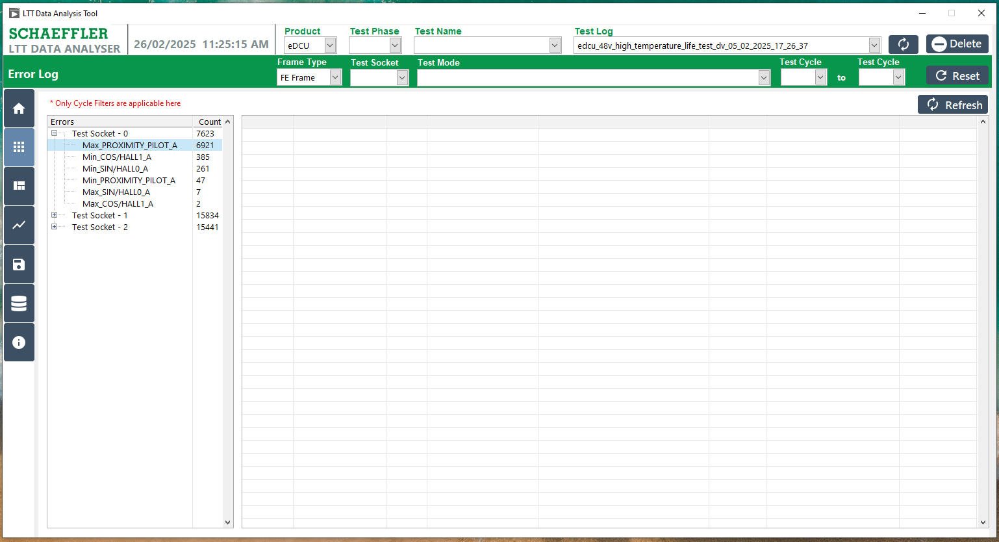 LTT Data Analysis Tool
SCHAEFFLER
LTT DATA ANALYSER
26/02/2025 11:25:15 AM
Product
eDCU
Test Phase
Test Name
Test Log
edcu_48v_high_temperature_life_test_dv_05_02_2025_17_26_37
Delete
Error Log
Frame Type
FE Frame
Test Socket
Test Mode
Test Cycle
to
Test Cycle
Reset
* Only Cycle Filters are applicable here
Refresh
Errors Count
Test Socket - 0 7623
Max_PROXIMITY_PILOT_A 6921
Min_COS/HALL1_A 385
Min_SIN/HALL0_A 261
Min_PROXIMITY_PILOT_A 47
Max_SIN/HALL0_A 7
Max_COS/HALL1_A 2
Test Socket - 1 15834
Test Socket - 2 15441